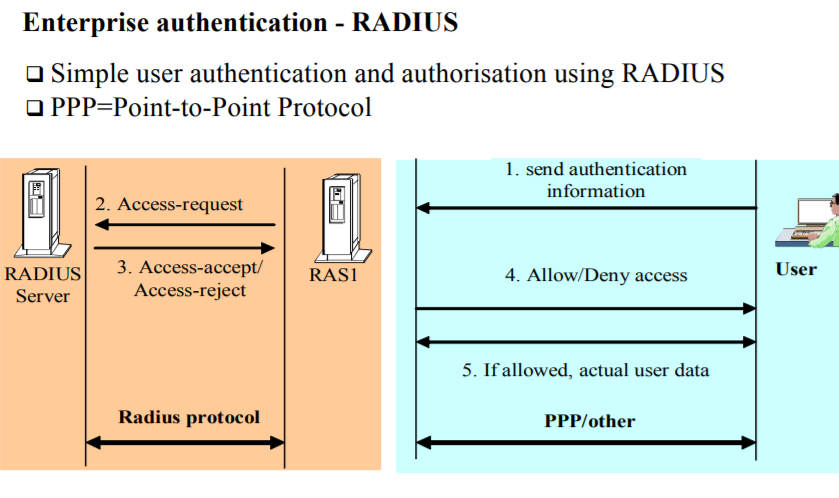 Enterprise authentication - RADIUS
Simple user authentication and authorisation using RADIUS
PPP=Point-to-Point Protocol
1. send authentication
information
2. Access-request
3. Access-accept/
Access-reject
RADIUS
Server
RAS1
4. Allow/Deny access
User
5. If allowed, actual user data
Radius protocol
PPP/other